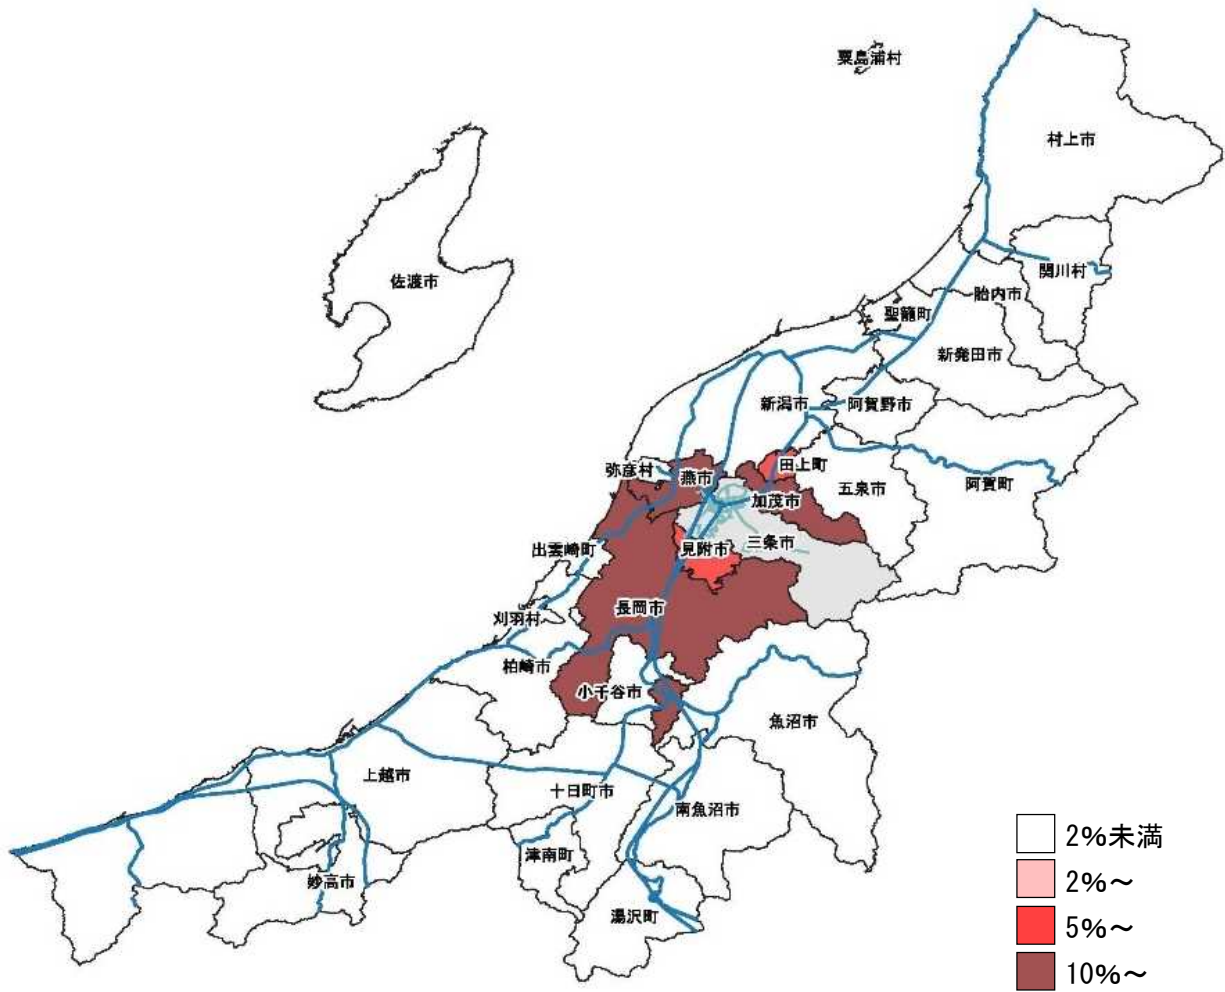 粟島浦村
村上市
佐渡市
関川村
胎内市
聖籠町
新発田市
新潟市
阿賀野市
弥彦村
燕市
田上町
五泉市
阿賀町
加茂市
出雲崎町
見附市
三条市
長岡市
刈羽村
柏崎市
小千谷市
魚沼市
上越市
十日町市
南魚沼市
津南町
妙高市
湯沢町
2%未満
2%～
5%～
10%～